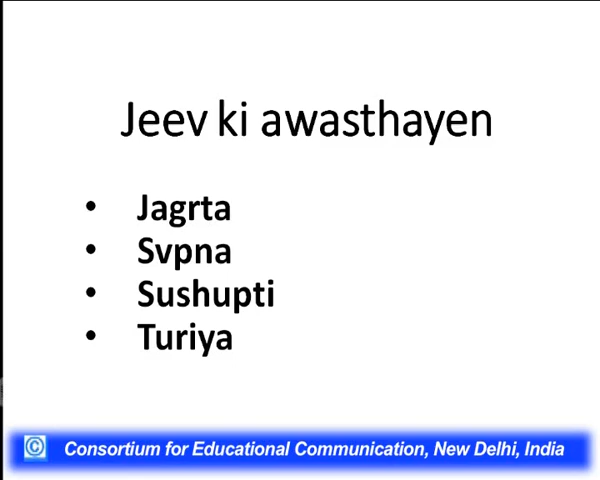 Jeev ki awasthayen
• Jagrta
• Svpna
• Sushupti
• Turiya
© Consortium for Educational Communication, New Delhi, India